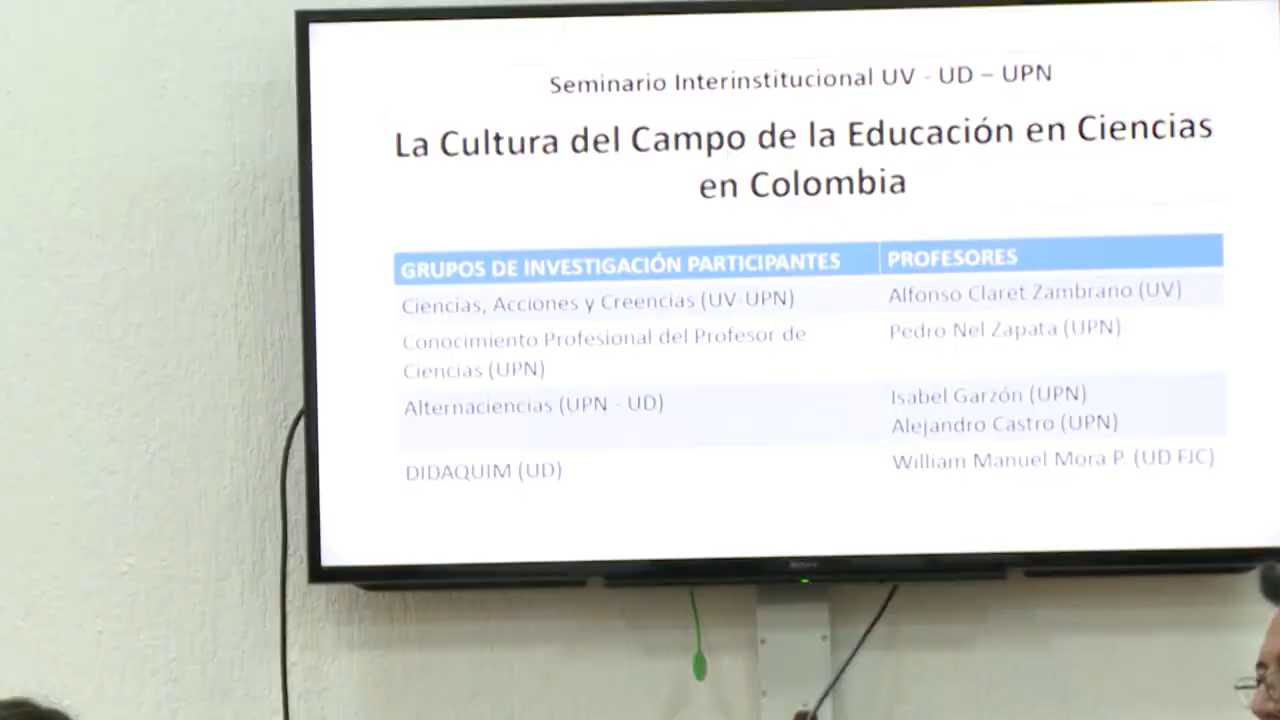 Seminario Interinstitucional UV - UD – UPN
La Cultura del Campo de la Educación en Ciencias
en Colombia
GRUPOS DE INVESTIGACIÓN PARTICIPANTES PROFESORES
Ciencias, Acciones y Creencias (UV-UPN) Alfonso Claret Zambrano (UV)
Conocimiento Profesional del Profesor de Pedro Nel Zapata (UPN)
Ciencias (UPN)
Alternaciencias (UPN - UD) Isabel Garzón (UPN)
Alejandro Castro (UPN)
DIDAQUIM (UD) William Manuel Mora P. (UD FJC)